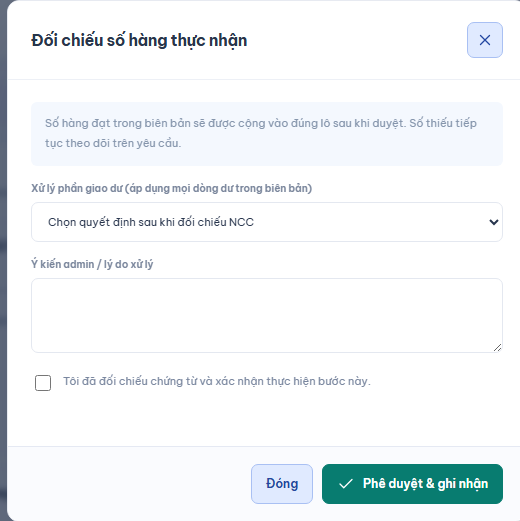 Đối chiếu số hàng thực nhận
Số hàng đạt trong biên bản sẽ được cộng vào đúng lô sau khi duyệt. Số thiếu tiếp
tục theo dõi trên yêu cầu.
Xử lý phần giao dư (áp dụng mọi dòng dư trong biên bản)
Chọn quyết định sau khi đối chiếu NCC
Ý kiến admin / lý do xử lý
Tôi đã đối chiếu chứng từ và xác nhận thực hiện bước này.
Đóng
Phê duyệt & ghi nhận